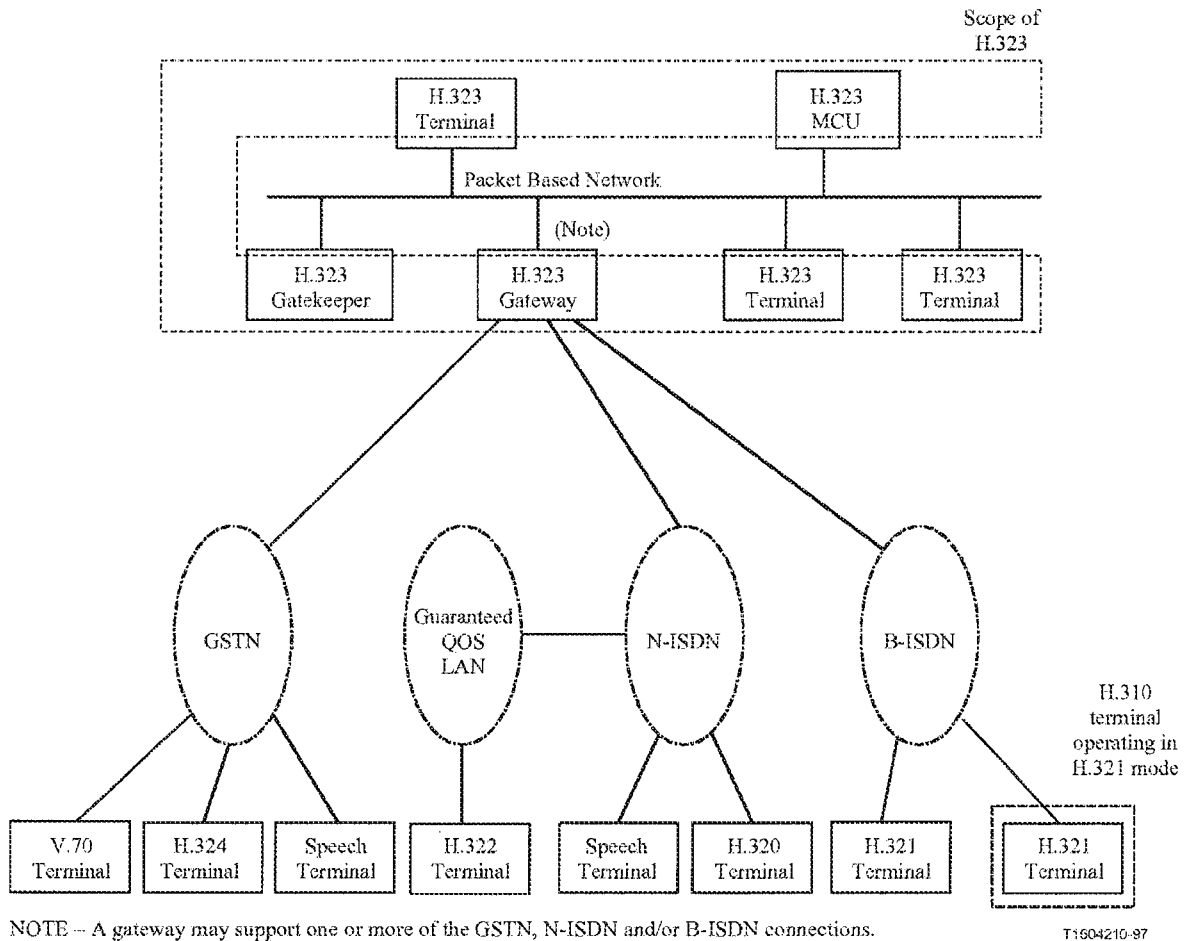 Scope of
H.323
H.323
Terminal
H.323
MCU
Packet Based Network
(Note)
H.323
Gatekeeper
H.323
Gateway
H.323
Terminal
H.323
Terminal
GSTN
Guaranteed
QOS
LAN
N-ISDN
B-ISDN
H.310
terminal
operating in
H.321 mode
V.70
Terminal
H.324
Terminal
Speech
Terminal
H.322
Terminal
Speech
Terminal
H.320
Terminal
H.321
Terminal
H.321
Terminal
NOTE – A gateway may support one or more of the GSTN, N-ISDN and/or B-ISDN connections.
T1604210-97